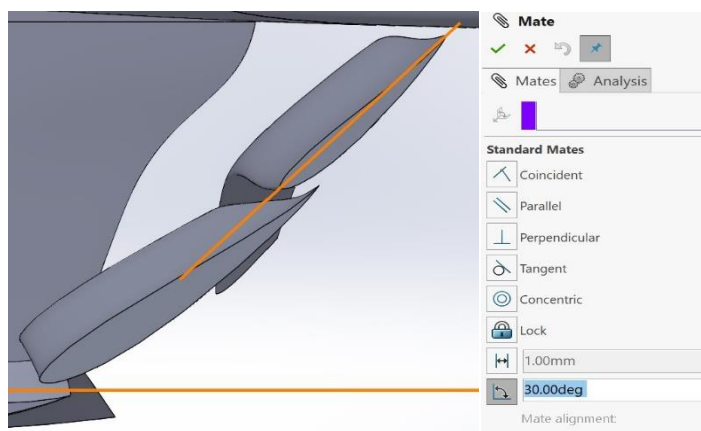 Mate
Mates Analysis
Standard Mates
Coincident
Parallel
Perpendicular
Tangent
Concentric
Lock
1.00mm
30.00deg
Mate alignment: